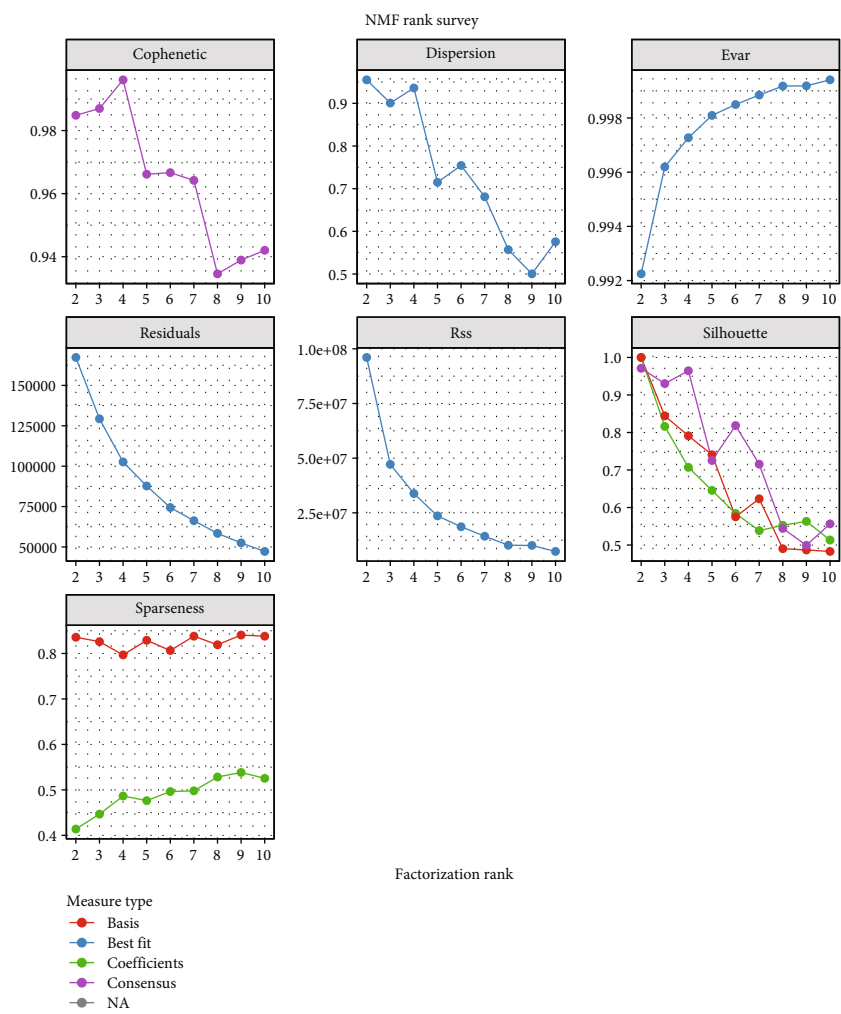 NMF rank survey
Cophenetic
0.98
0.96
0.94
2 3 4 5 6 7 8 9 10
Dispersion
0.9
0.8
0.7
0.6
0.5
2 3 4 5 6 7 8 9 10
Evar
0.998
0.996
0.994
0.992
2 3 4 5 6 7 8 9 10
Residuals
150000
125000
100000
75000
50000
2 3 4 5 6 7 8 9 10
Rss
1.0e+08
7.5e+07
5.0e+07
2.5e+07
2 3 4 5 6 7 8 9 10
Silhouette
1.0
0.9
0.8
0.7
0.6
0.5
2 3 4 5 6 7 8 9 10
Sparseness
0.8
0.7
0.6
0.5
0.4
2 3 4 5 6 7 8 9 10
Factorization rank
Measure type
Basis
Best fit
Coefficients
Consensus
NA